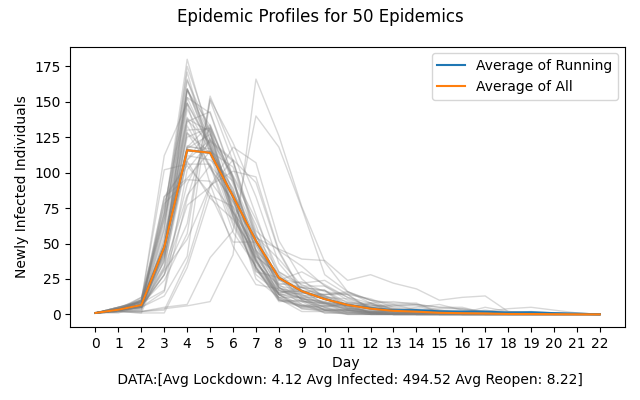 Epidemic Profiles for 50 Epidemics
Average of Running
Average of All
Newly Infected Individuals
175
150
125
100
75
50
25
0
0 1 2 3 4 5 6 7 8 9 10 11 12 13 14 15 16 17 18 19 20 21 22
Day
DATA:[Avg Lockdown: 4.12 Avg Infected: 494.52 Avg Reopen: 8.22]